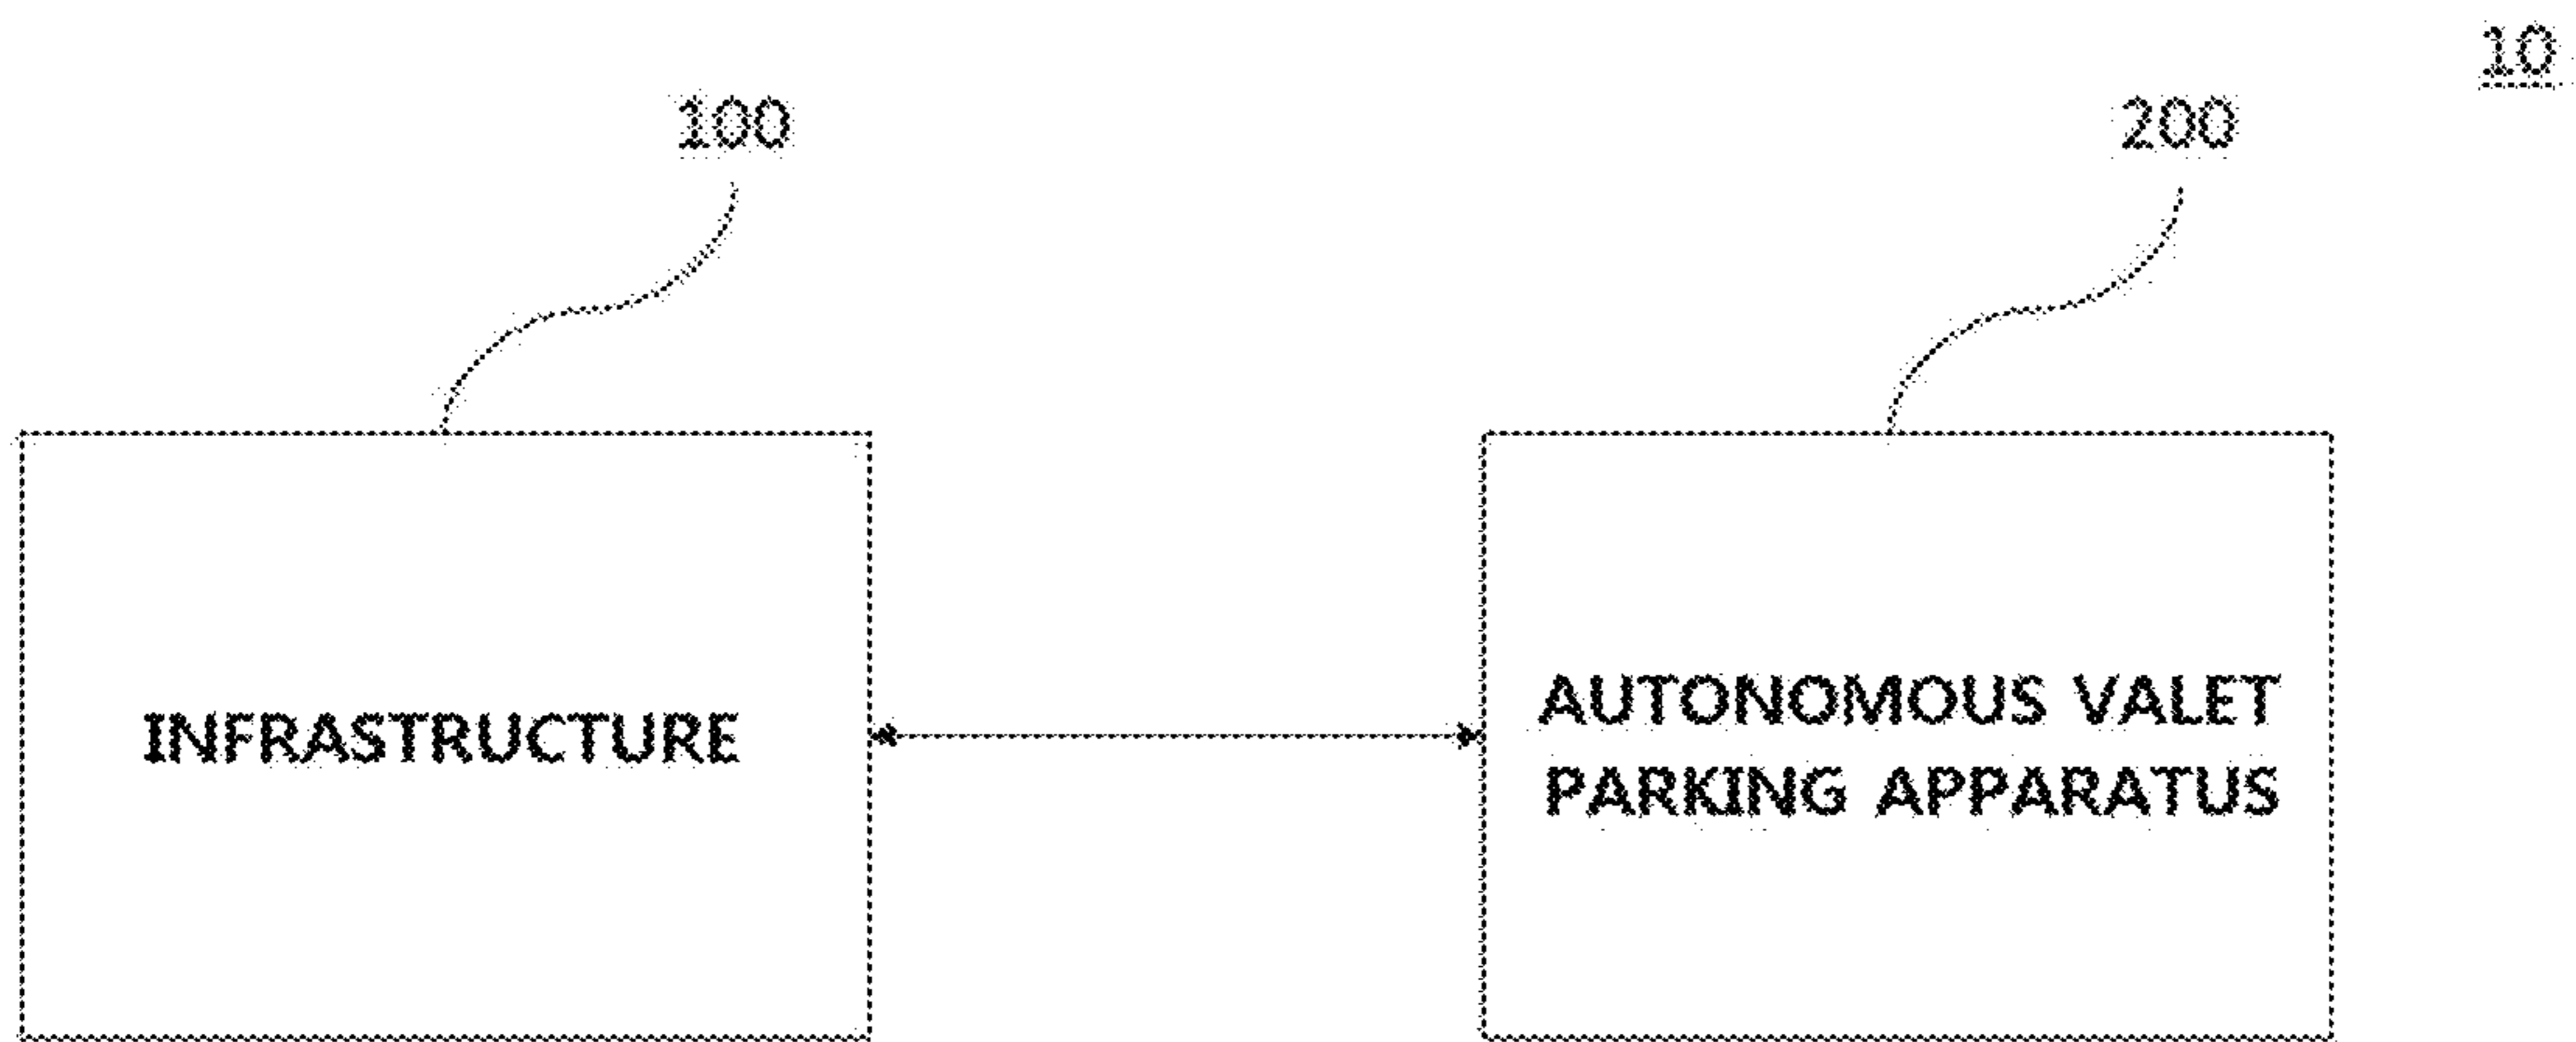 10
100
200
INFRASTRUCTURE
AUTONOMOUS VALET
PARKING APPARATUS